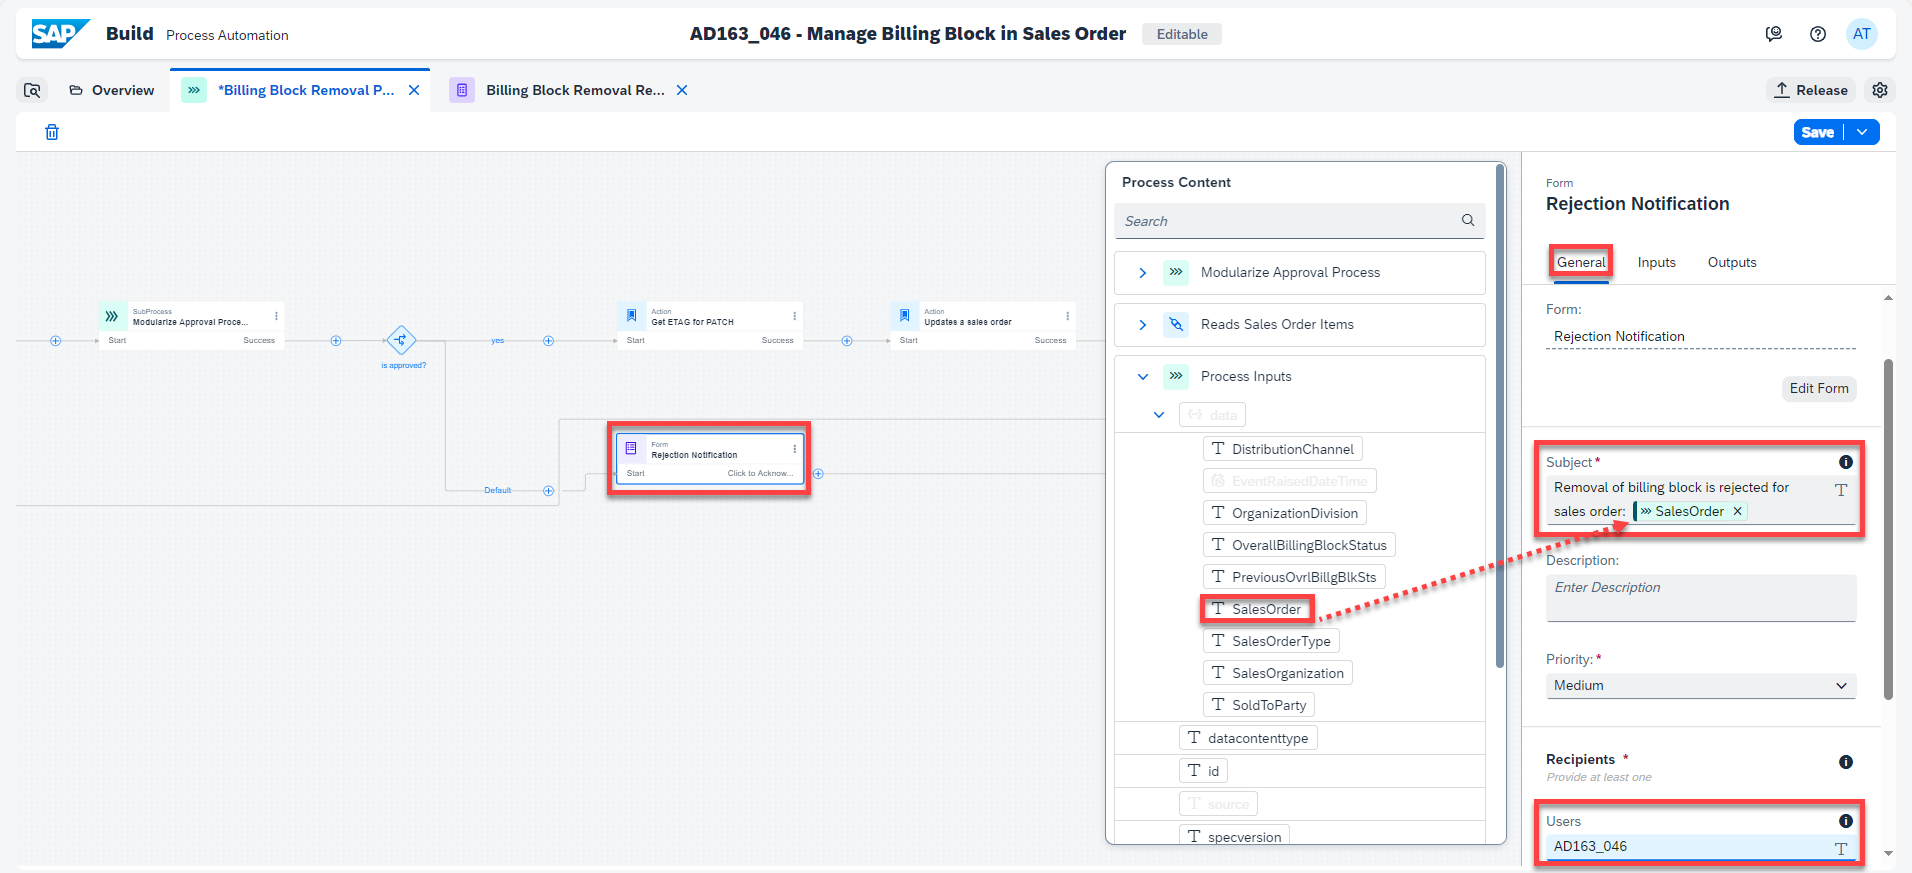 SAP Build Process Automation
AD163_046 - Manage Billing Block in Sales Order Editable
AT
Overview
*Billing Block Removal P...
Billing Block Removal Re...
Release
Save
SubProcess
Modularize Approval Proce...
Start Success
is approved?
yes
Action
Get ETAG for PATCH
Start Success
Action
Updates a sales order
Start Success
Form
Rejection Notification
Start Click to Acknow...
Default
Process Content
Search
Modularize Approval Process
Reads Sales Order Items
Process Inputs
data
DistributionChannel
EventRaisedDateTime
OrganizationDivision
OverallBillingBlockStatus
PreviousOvrlBillgBlkSts
SalesOrder
SalesOrderType
SalesOrganization
SoldToParty
datacontenttype
id
source
specversion
Form
Rejection Notification
General Inputs Outputs
Form:
Rejection Notification
Edit Form
Subject*
Removal of billing block is rejected for
sales order: SalesOrder
Description:
Enter Description
Priority: *
Medium
Recipients *
Provide at least one
Users
AD163_046